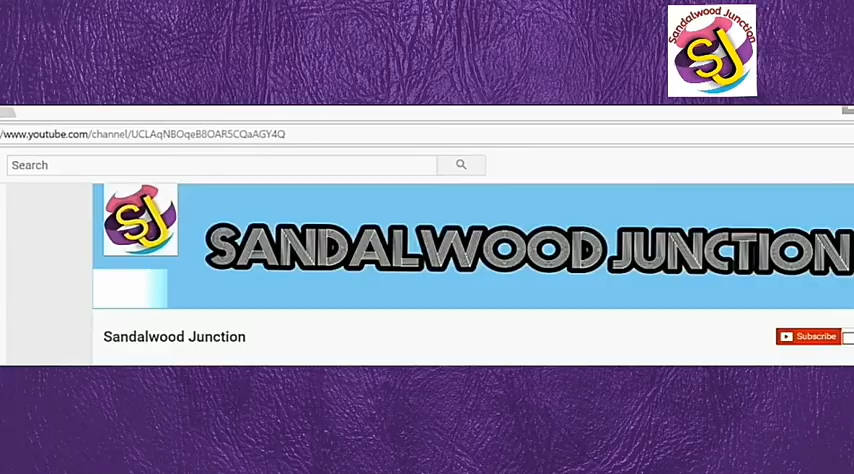 Sandalwood Junction
SJ
/www.youtube.com/channel/UCLAqNBOqeB8OAR5CQaAGY4Q
Search
SJ
SANDALWOOD JUNCTION
Sandalwood Junction
Subscribe